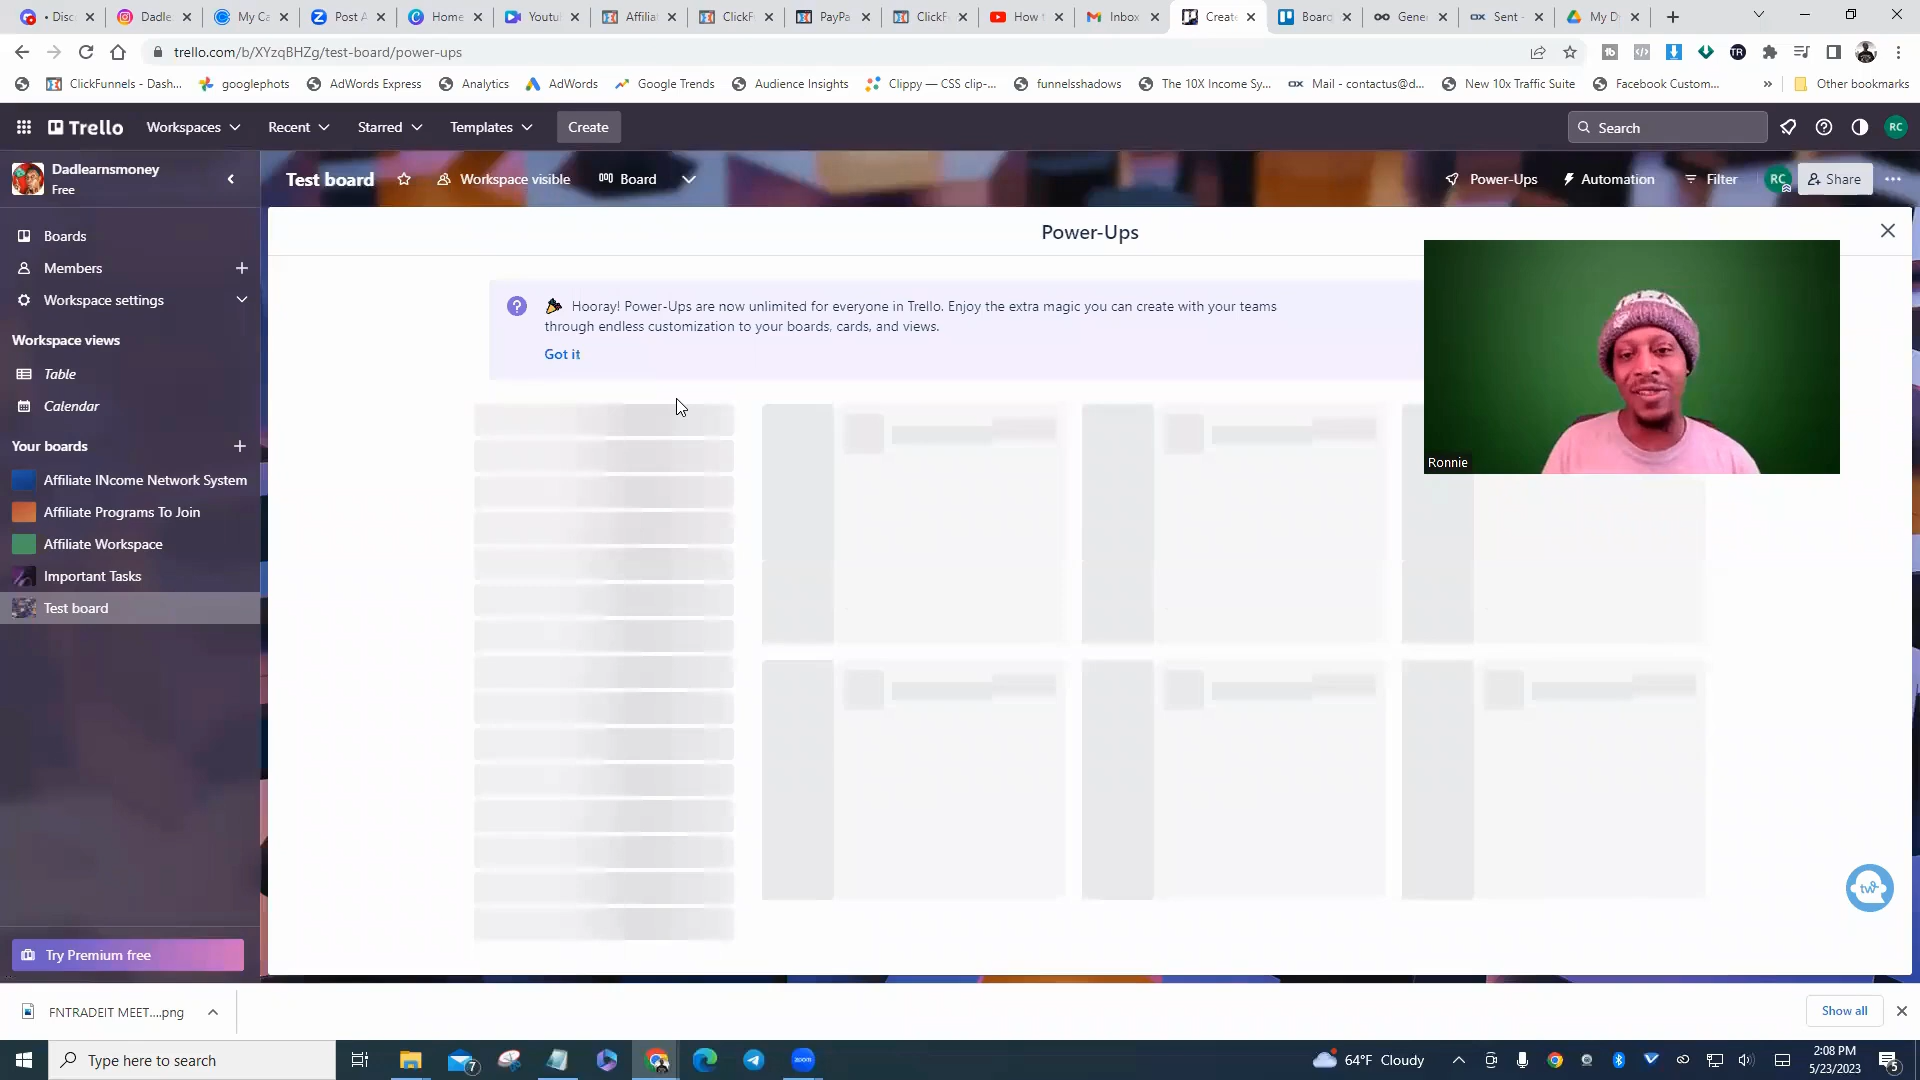 Disc
Dadle
My Ca
Post A
Home
Youtu
Affilia
ClickF
PayPa
ClickF
How t
Inbox
Create
Board
Gene
Sent -
My D
trello.com/b/XYzqBHZg/test-board/power-ups
ClickFunnels - Dash...
googlephots
AdWords Express
Analytics
AdWords
Google Trends
Audience Insights
Clippy — CSS clip-...
funnelsshadows
The 10X Income Sy...
Mail - contactus@d...
New 10x Traffic Suite
Facebook Custom...
»
Other bookmarks
Trello
Workspaces
Recent
Starred
Templates
Create
Search
RC
Dadlearnsmoney
Free
Test board
Workspace visible
Board
Power-Ups
Automation
Filter
RC
Share
Boards
Members
Workspace settings
Workspace views
Table
Calendar
Your boards
Affiliate INcome Network System
Affiliate Programs To Join
Affiliate Workspace
Important Tasks
Test board
Try Premium free
Power-Ups
Hooray! Power-Ups are now unlimited for everyone in Trello. Enjoy the extra magic you can create with your teams
through endless customization to your boards, cards, and views.
Got it
Ronnie
FNTRADEIT MEET....png
Show all
Type here to search
7
zoom
64°F Cloudy
2:08 PM
5/23/2023
5